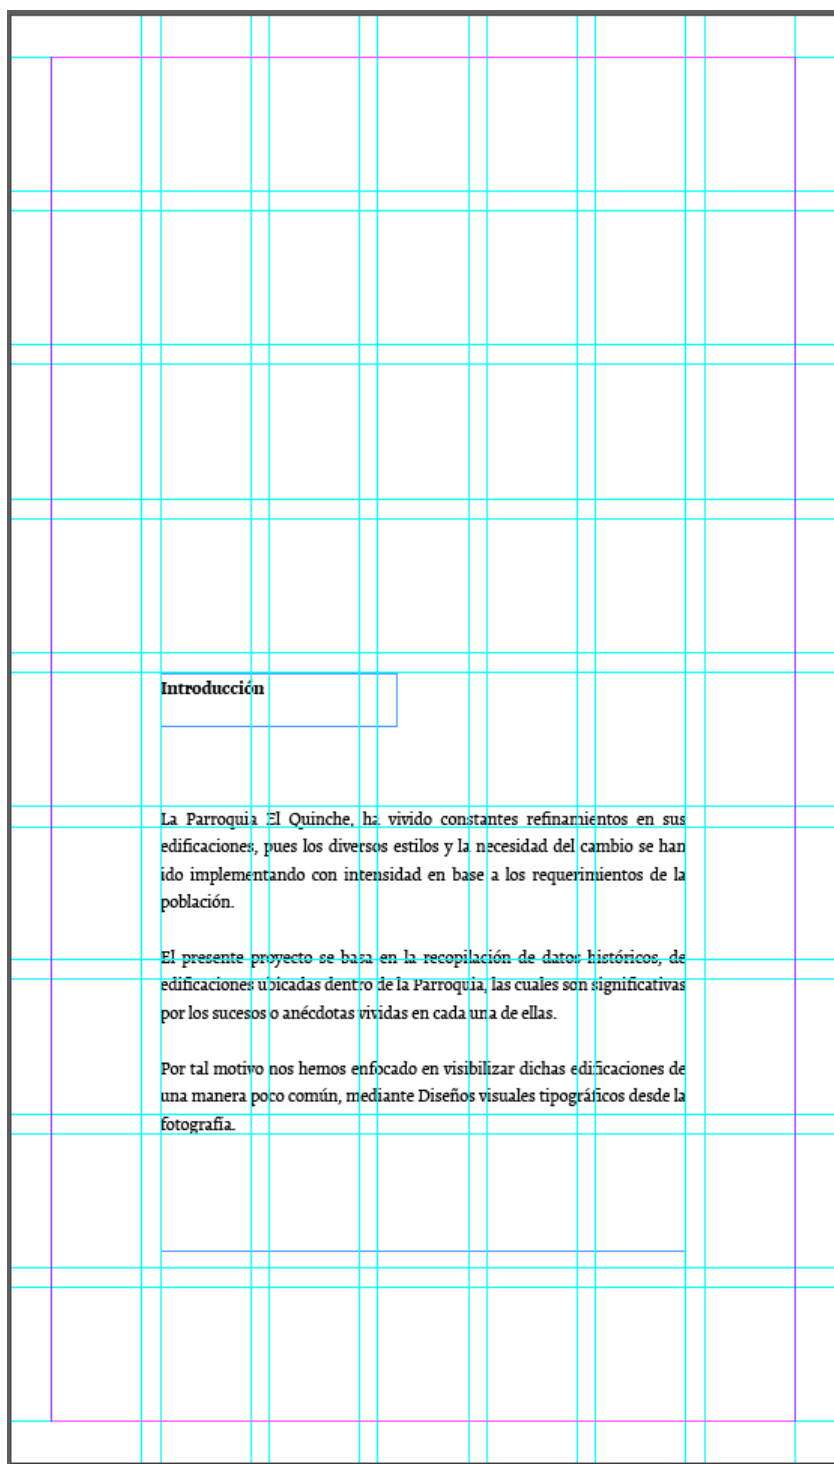 Introducción
La Parroquia El Quinche, ha vivido constantes refinamientos en sus
edificaciones, pues los diversos estilos y la necesidad del cambio se han
ido implementando con intensidad en base a los requerimientos de la
población.
El presente proyecto se basa en la recopilación de datos históricos, de
edificaciones ubicadas dentro de la Parroquia, las cuales son significativas
por los sucesos o anécdotas vividas en cada una de ellas.
Por tal motivo nos hemos enfocado en visibilizar dichas edificaciones de
una manera poco común, mediante Diseños visuales tipográficos desde la
fotografía.